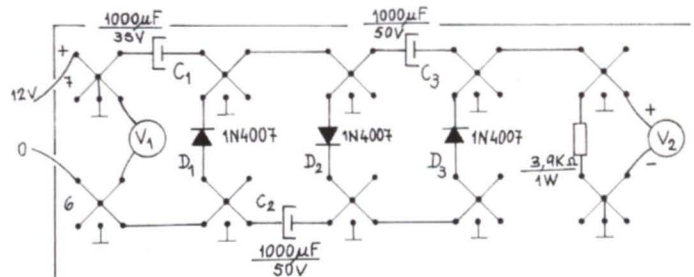 1000µF
35V
1000µF
50V
+
7
C1
C3
12V
V1
1N4007
1N4007
1N4007
+
V2
-
0
D1
D2
D3
3,9KΩ
1W
6
C2
1000µF
50V